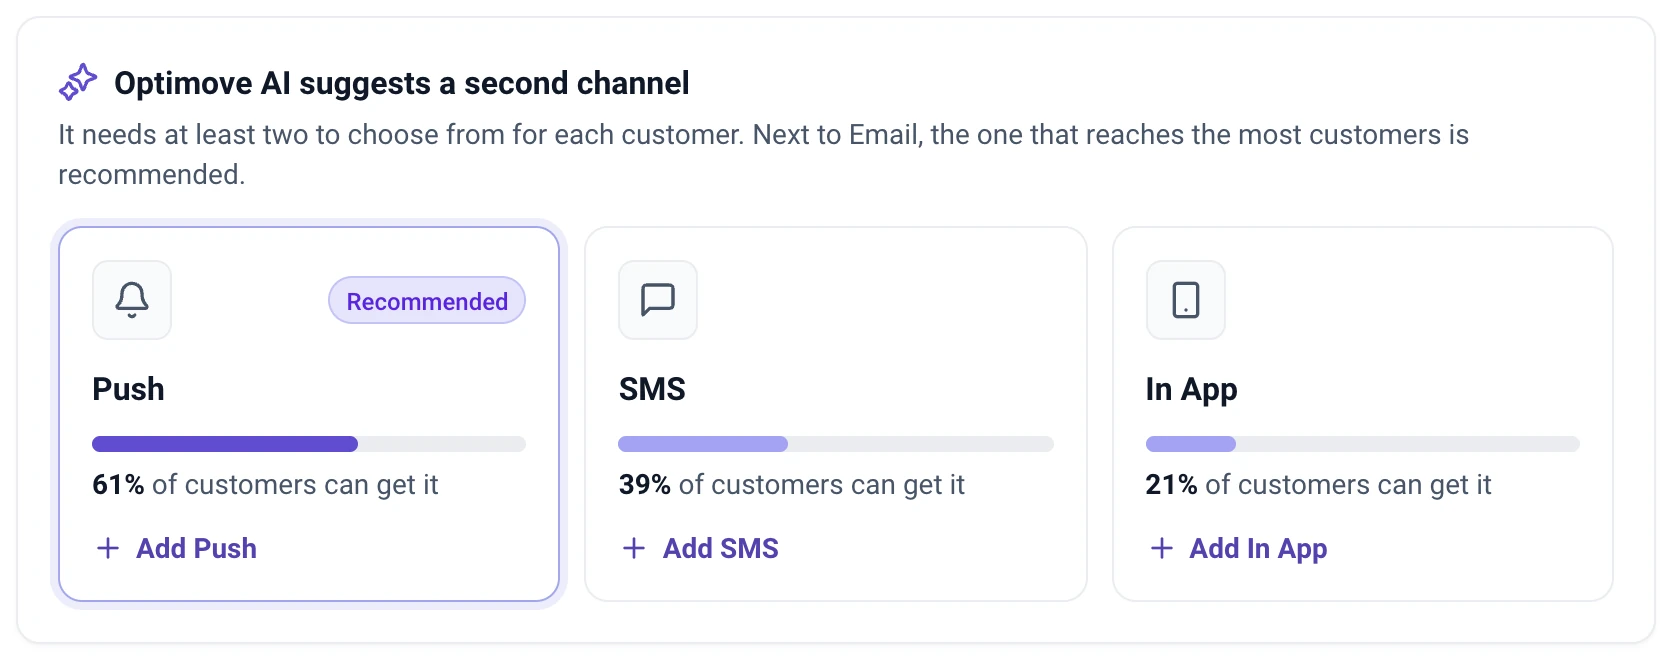 Optimove AI suggests a second channel
It needs at least two to choose from for each customer. Next to Email, the one that reaches the most customers is
recommended.
Recommended
Push
61% of customers can get it
Add Push
SMS
39% of customers can get it
Add SMS
In App
21% of customers can get it
Add In App